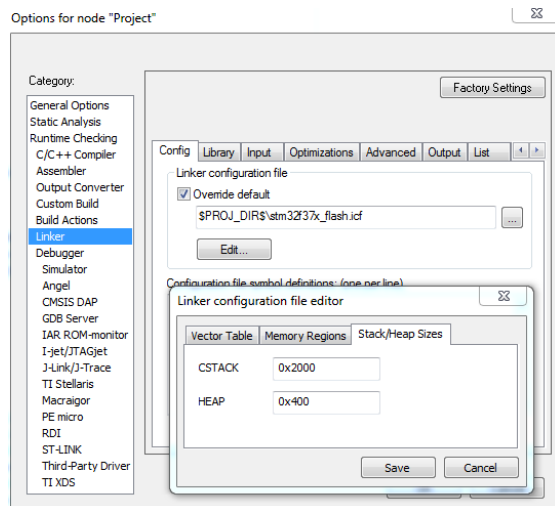 Options for node "Project"
Category:
Factory Settings
General Options
Static Analysis
Runtime Checking
C/C++ Compiler
Assembler
Output Converter
Custom Build
Build Actions
Linker
Debugger
Simulator
Angel
CMSIS DAP
GDB Server
IAR ROM-monitor
I-jet/JTAGjet
J-Link/J-Trace
TI Stellaris
Macraigor
PE micro
RDI
ST-LINK
Third-Party Driver
TI XDS
Config Library Input Optimizations Advanced Output List
Linker configuration file
Override default
$PROJ_DIR$\stm32f37x_flash.icf
...
Edit...
Configuration file symbol definitions: (one per line)
Linker configuration file editor
Vector Table Memory Regions Stack/Heap Sizes
CSTACK 0x2000
HEAP 0x400
Save Cancel